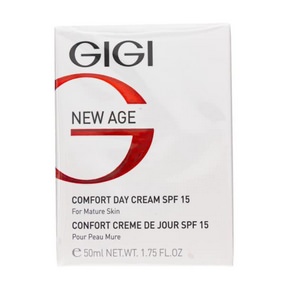 GIGI
NEW AGE
COMFORT DAY CREAM SPF 15
For Mature Skin
CONFORT CREME DE JOUR SPF 15
Pour Peau Mure
℮ 50ml NET.WT. 1.75 FL.OZ